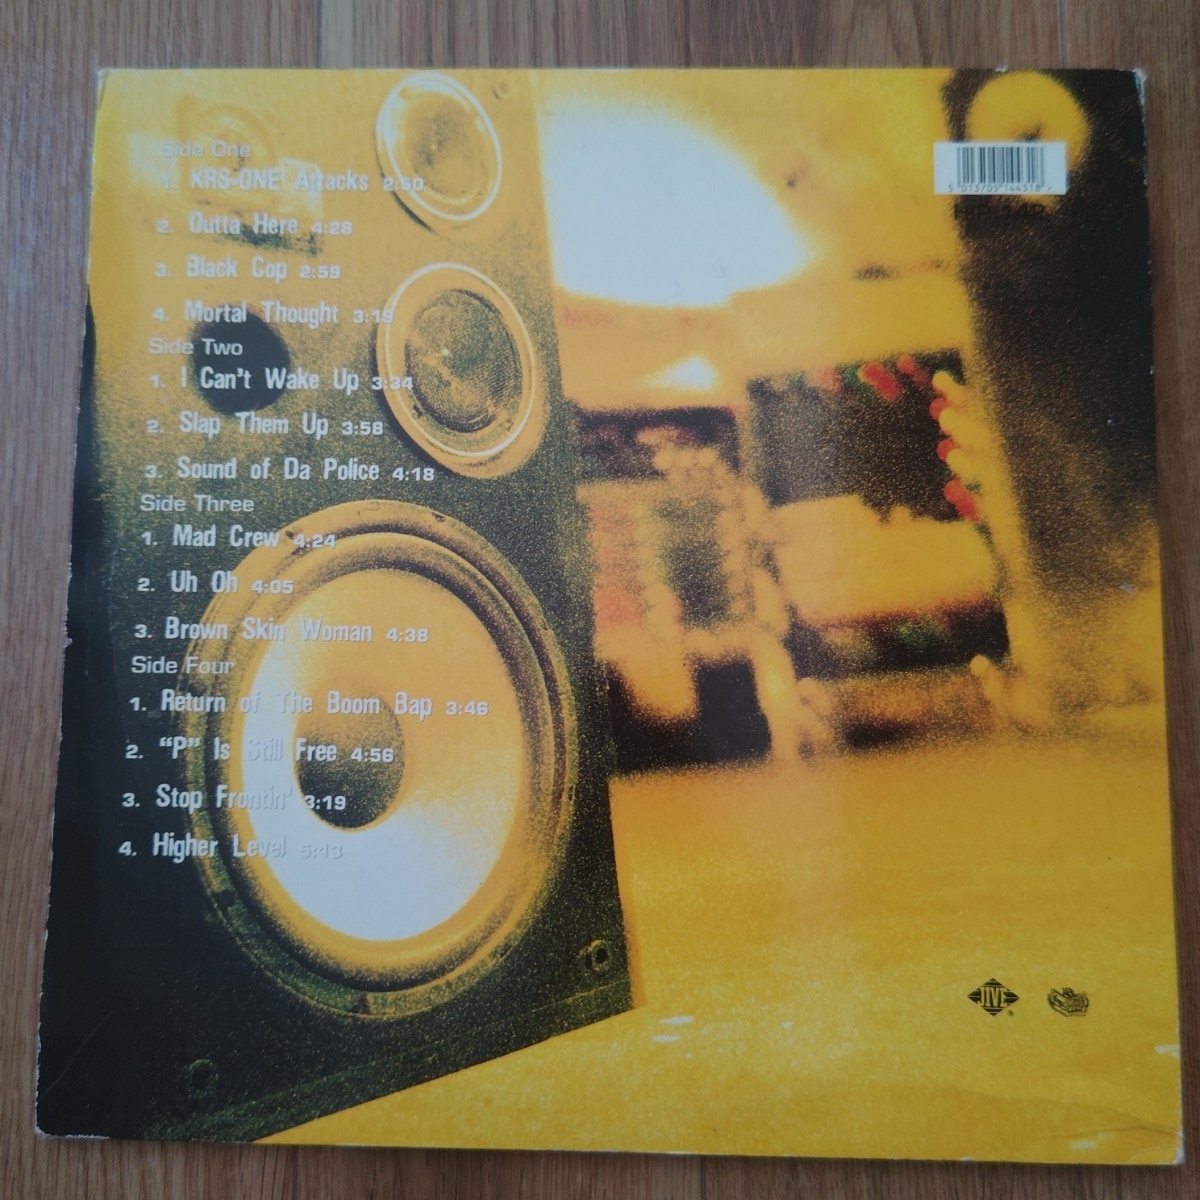 Side One
1. KRS-ONE Attacks 2:50
2. Outta Here 4:28
3. Black Cop 2:59
4. Mortal Thought 3:19
Side Two
1. I Can't Wake Up 3:34
2. Slap Them Up 3:58
3. Sound of Da Police 4:18
Side Three
1. Mad Crew 4:24
2. Uh Oh 4:05
3. Brown Skin Woman 4:38
Side Four
1. Return of The Boom Bap 3:46
2. “P” Is Still Free 4:56
3. Stop Frontin' 3:19
4. Higher Level 5:13
5 013705 144318 >
JIVE